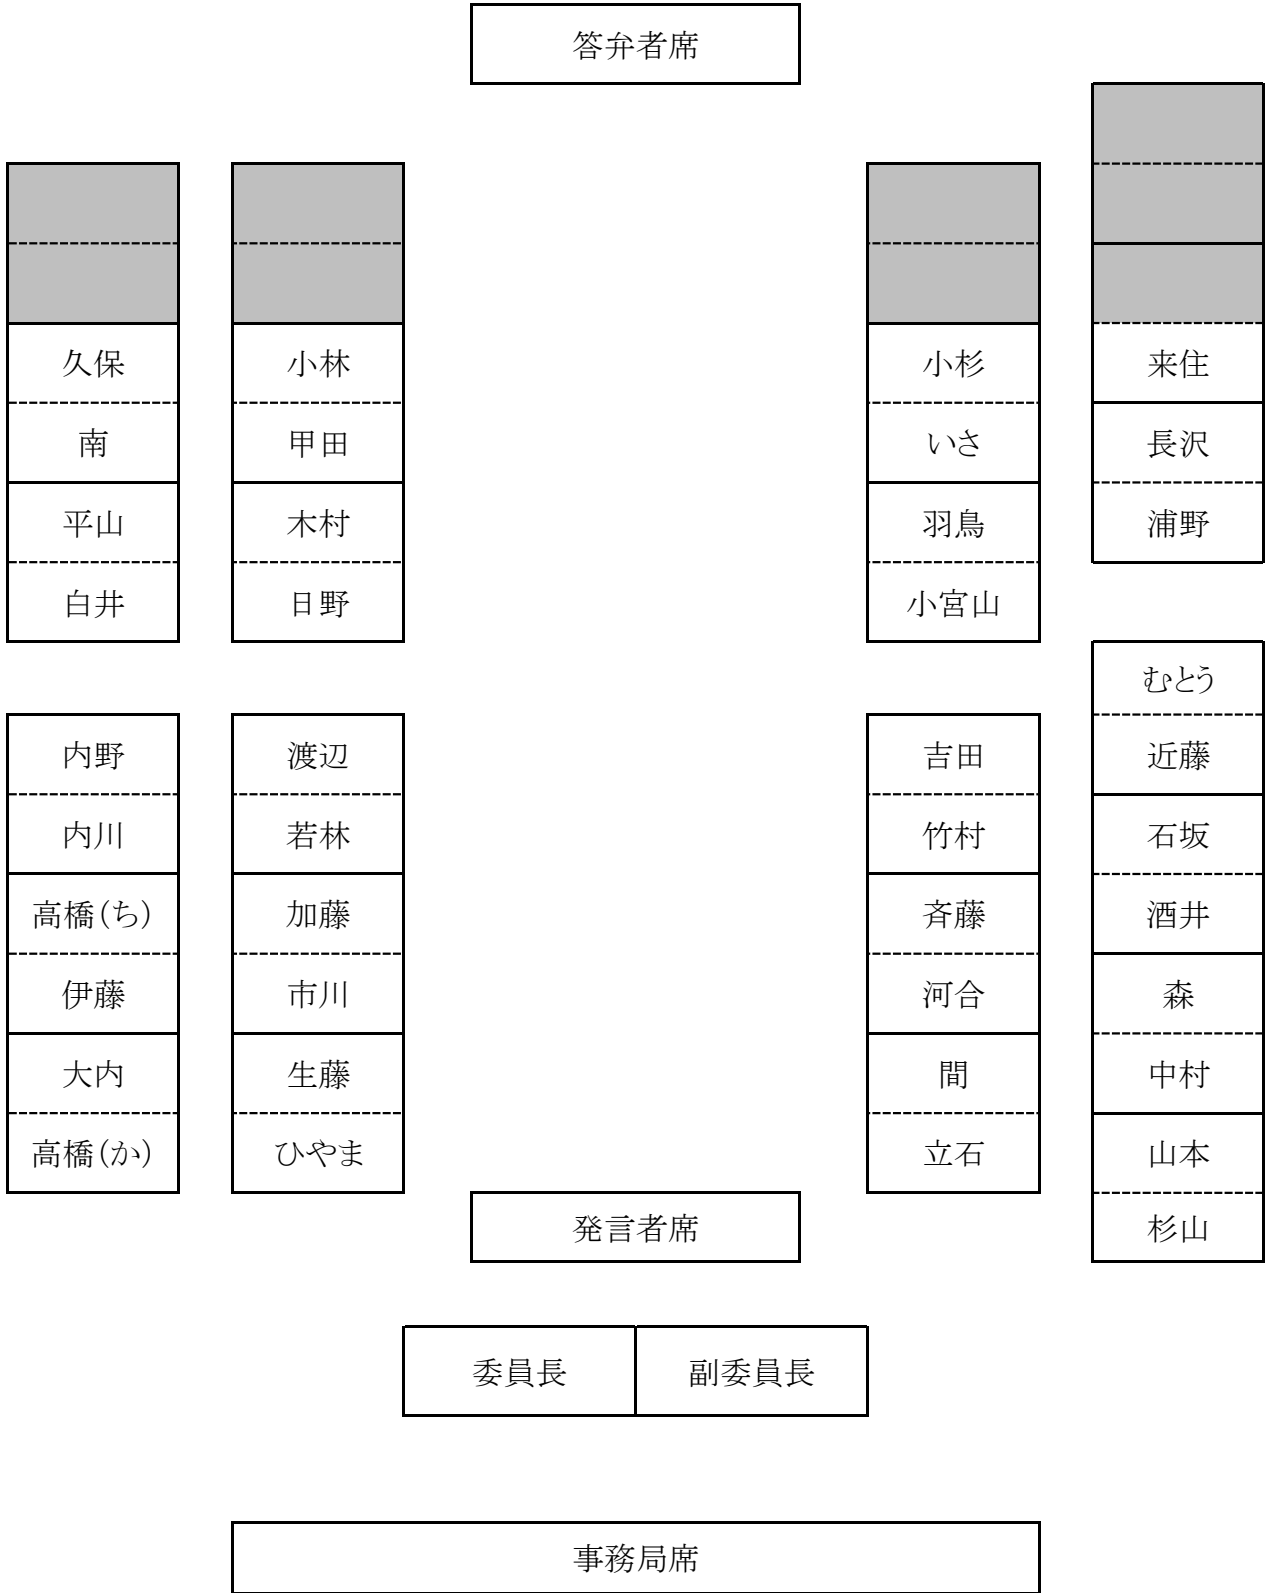 答弁者席
久保 小林 小杉 来住
南 甲田 いさ 長沢
平山 木村 羽鳥 浦野
白井 日野 小宮山
むとう
内野 渡辺 吉田 近藤
内川 若林 竹村 石坂
高橋(ち) 加藤 斉藤 酒井
伊藤 市川 河合 森
大内 生藤 間 中村
高橋(か) ひやま 立石 山本
発言者席 杉山
委員長 副委員長
事務局席